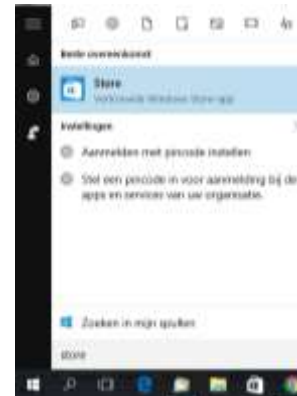 Beste overeenkomst
Store
Vertrouwde Windows Store-app
Instellingen
Aanmelden met pincode instellen
Stel een pincode in voor aanmelding bij de
apps en services van uw organisatie.
Zoeken in mijn spullen
store